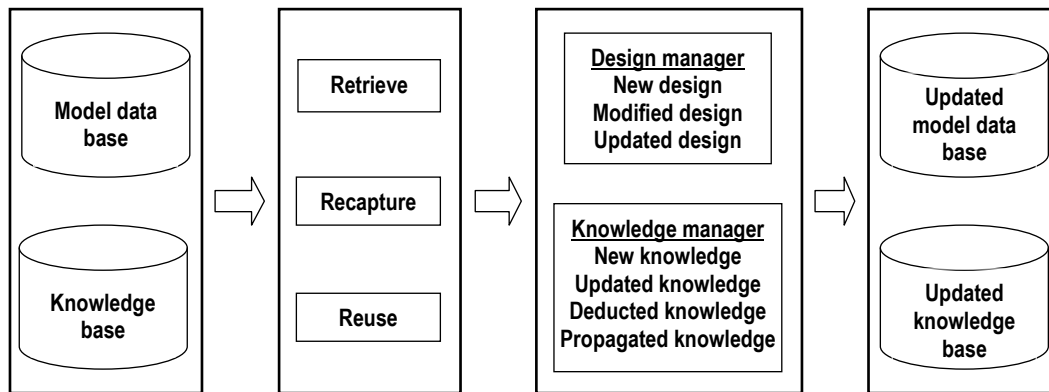 Model data
base
Knowledge
base
Retrieve
Recapture
Reuse
Design manager
New design
Modified design
Updated design
Knowledge manager
New knowledge
Updated knowledge
Deducted knowledge
Propagated knowledge
Updated
model data
base
Updated
knowledge
base